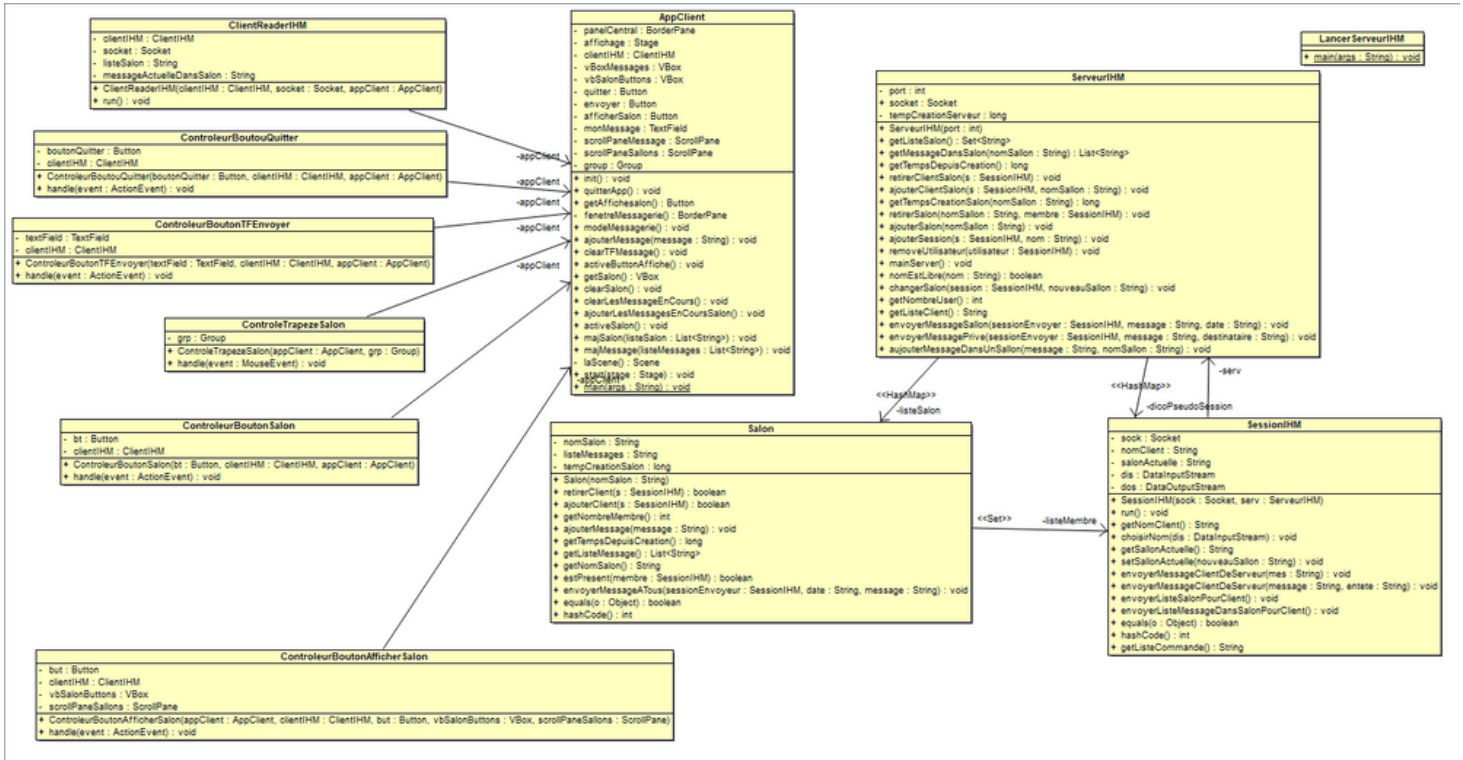 ClientReaderIHM
- clientIHM : ClientIHM
- socket : Socket
- listeSalon : String
- messageActuelleDansSalon : String
+ ClientReaderIHM(clientIHM : ClientIHM, socket : Socket, appClient : AppClient)
+ run() : void
ControleurBoutouQuitter
- boutonQuitter : Button
- clientIHM : ClientIHM
+ ControleurBoutouQuitter(boutonQuitter : Button, clientIHM : ClientIHM, appClient : AppClient)
+ handle(event : ActionEvent) : void
ControleurBoutonTFEnvoyer
- textField : TextField
- clientIHM : ClientIHM
+ ControleurBoutonTFEnvoyer(textField : TextField, clientIHM : ClientIHM, appClient : AppClient)
+ handle(event : ActionEvent) : void
ControleTrapezeSalon
- grp : Group
+ ControleTrapezeSalon(appClient : AppClient, grp : Group)
+ handle(event : MouseEvent) : void
ControleurBoutonSalon
- bt : Button
- clientIHM : ClientIHM
+ ControleurBoutonSalon(bt : Button, clientIHM : ClientIHM, appClient : AppClient)
+ handle(event : ActionEvent) : void
ControleurBoutonAfficherSalon
- but : Button
- clientIHM : ClientIHM
- vbSalonButtons : VBox
- scrollPaneSallons : ScrollPane
+ ControleurBoutonAfficherSalon(appClient : AppClient, clientIHM : ClientIHM, but : Button, vbSalonButtons : VBox, scrollPaneSallons : ScrollPane)
+ handle(event : ActionEvent) : void
-appClient
-appClient
-appClient
-appClient
-appClient
-appClient
AppClient
- panelCentral : BorderPane
- affichage : Stage
- clientIHM : ClientIHM
- vBoxMessages : VBox
- vbSalonButtons : VBox
- quitter : Button
- envoyer : Button
- afficherSalon : Button
- monMessage : TextField
- scrollPaneMessage : ScrollPane
- scrollPaneSallons : ScrollPane
- group : Group
+ init() : void
+ quitterApp() : void
+ getAffichesalon() : Button
- fenetreMessagerie() : BorderPane
+ modeMessagerie() : void
+ ajouterMessage(message : String) : void
+ clearTFMessage() : void
+ activeButtonAffiche() : void
+ getSalon() : VBox
+ clearSalon() : void
+ clearLesMessageEnCours() : void
+ ajouterLesMessagesEnCoursSalon() : void
+ activeSalon() : void
+ majSalon(listeSalon : List<String>) : void
+ majMessage(listeMessages : List<String>) : void
- laScene() : Scene
+ start(stage : Stage) : void
+ main(args : String) : void
LancerServeurIHM
+ main(args : String) : void
ServeurIHM
- port : int
+ socket : Socket
- tempCreationServeur : long
+ ServeurIHM(port : int)
+ getListeSalon() : Set<String>
+ getMessageDansSalon(nomSalon : String) : List<String>
+ getTempsDepuisCreation() : long
+ retirerClientSalon(s : SessionIHM) : void
+ ajouterClientSalon(s : SessionIHM, nomSallon : String) : void
+ getTempsCreationSalon(nomSallon : String) : long
+ retirerSalon(nomSallon : String, membre : SessionIHM) : void
+ ajouterSalon(nomSallon : String) : void
+ ajouterSession(s : SessionIHM, nom : String) : void
+ removeUtilisateur(utilisateur : SessionIHM) : void
+ mainServer() : void
+ nomEstLibre(nom : String) : boolean
+ changerSalon(session : SessionIHM, nouveauSallon : String) : void
+ getNombreUser() : int
+ getListeClient() : String
+ envoyerMessageSallon(sessionEnvoyer : SessionIHM, message : String, date : String) : void
+ envoyerMessagePrive(sessionEnvoyer : SessionIHM, message : String, destinataire : String) : void
+ aujouterMessageDansUnSallon(message : String, nomSallon : String) : void
<<HashMap>>
-listeSalon
<<HashMap>>
-dicoPseudoSession
-serv
Salon
- nomSalon : String
- listeMessages : String
- tempCreationSalon : long
+ Salon(nomSalon : String)
+ retirerClient(s : SessionIHM) : boolean
+ ajouterClient(s : SessionIHM) : boolean
+ getNombreMembre() : int
+ ajouterMessage(message : String) : void
+ getTempsDepuisCreation() : long
+ getListeMessage() : List<String>
+ getNomSalon() : String
+ estPresent(membre : SessionIHM) : boolean
+ envoyerMessageATous(sessionEnvoyeur : SessionIHM, date : String, message : String) : void
+ equals(o : Object) : boolean
+ hashCode() : int
<<Set>>
-listeMembre
SessionIHM
- sock : Socket
- nomClient : String
- salonActuelle : String
- dis : DataInputStream
- dos : DataOutputStream
+ SessionIHM(sock : Socket, serv : ServeurIHM)
+ run() : void
+ getNomClient() : String
+ choisirNom(dis : DataInputStream) : void
+ getSallonActuelle() : String
+ setSallonActuelle(nouveauSallon : String) : void
+ envoyerMessageClientDeServeur(mes : String) : void
+ envoyerMessageClientDeServeur(message : String, entete : String) : void
+ envoyerListeSalonPourClient() : void
+ envoyerListeMessageDansSalonPourClient() : void
+ equals(o : Object) : boolean
+ hashCode() : int
+ getListeCommande() : String